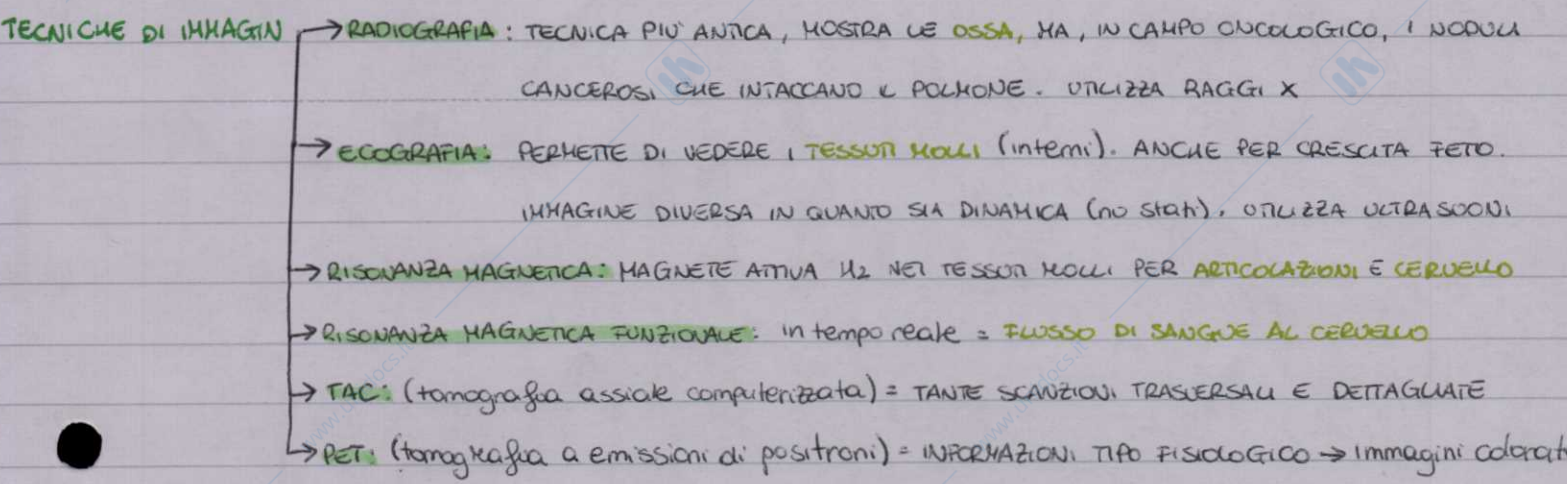 TECNICHE DI IMMAGIN → RADIOGRAFIA: TECNICA PIU' ANTICA, MOSTRA LE OSSA, MA, IN CAMPO ONCOLOGICO, I NODULI
CANCEROSI CHE INTACCANO IL POLMONE. UTILIZZA RAGGI X
→ ECOGRAFIA: PERMETTE DI VEDERE I TESSUTI MOLLI (interni). ANCHE PER CRESCITA FETO.
IMMAGINE DIVERSA IN QUANTO SIA DINAMICA (no stati). UTILIZZA ULTRASUONI
→ RISONANZA MAGNETICA: MAGNETE ATTIVA H2 NEI TESSUTI MOLLI PER ARTICOLAZIONI E CERVELLO
→ RISONANZA MAGNETICA FUNZIONALE: in tempo reale = FLUSSO DI SANGUE AL CERVELLO
→ TAC: (tomografia assiale computerizzata) = TANTE SCANZIONI TRASVERSALI E DETTAGLIATE
→ PET: (tomografia a emissioni di positroni) = INFORMAZIONI TIPO FISIOLOGICO → immagini colorat